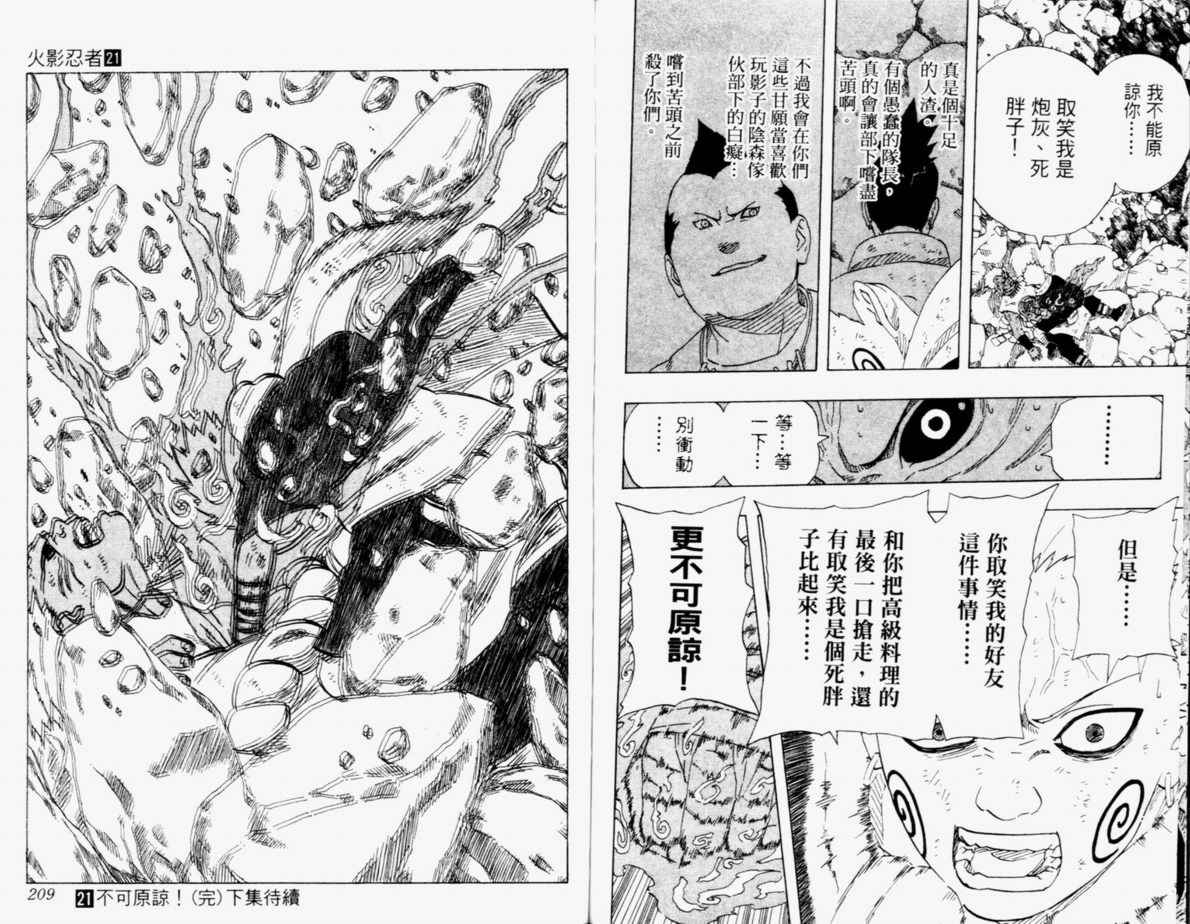 我不能原
諒你……
取笑我是
炮灰、死
胖子！
真是個十足
的人渣。
有個愚蠢的隊長，
真的會讓部下嚐盡
苦頭啊。
不過我會在你們
這些甘願當喜歡
玩影子的陰森傢
伙部下的白癡…
嚐到苦頭之前
殺了你們。
………
等…等
一下…
別衝動
……
但是……
你取笑我的好友
這件事情……
和你把高級料理的
最後一口搶走，還
有取笑我是個死胖
子比起來……
更不可原諒！
火影忍者21
209
21不可原諒！(完)下集待續